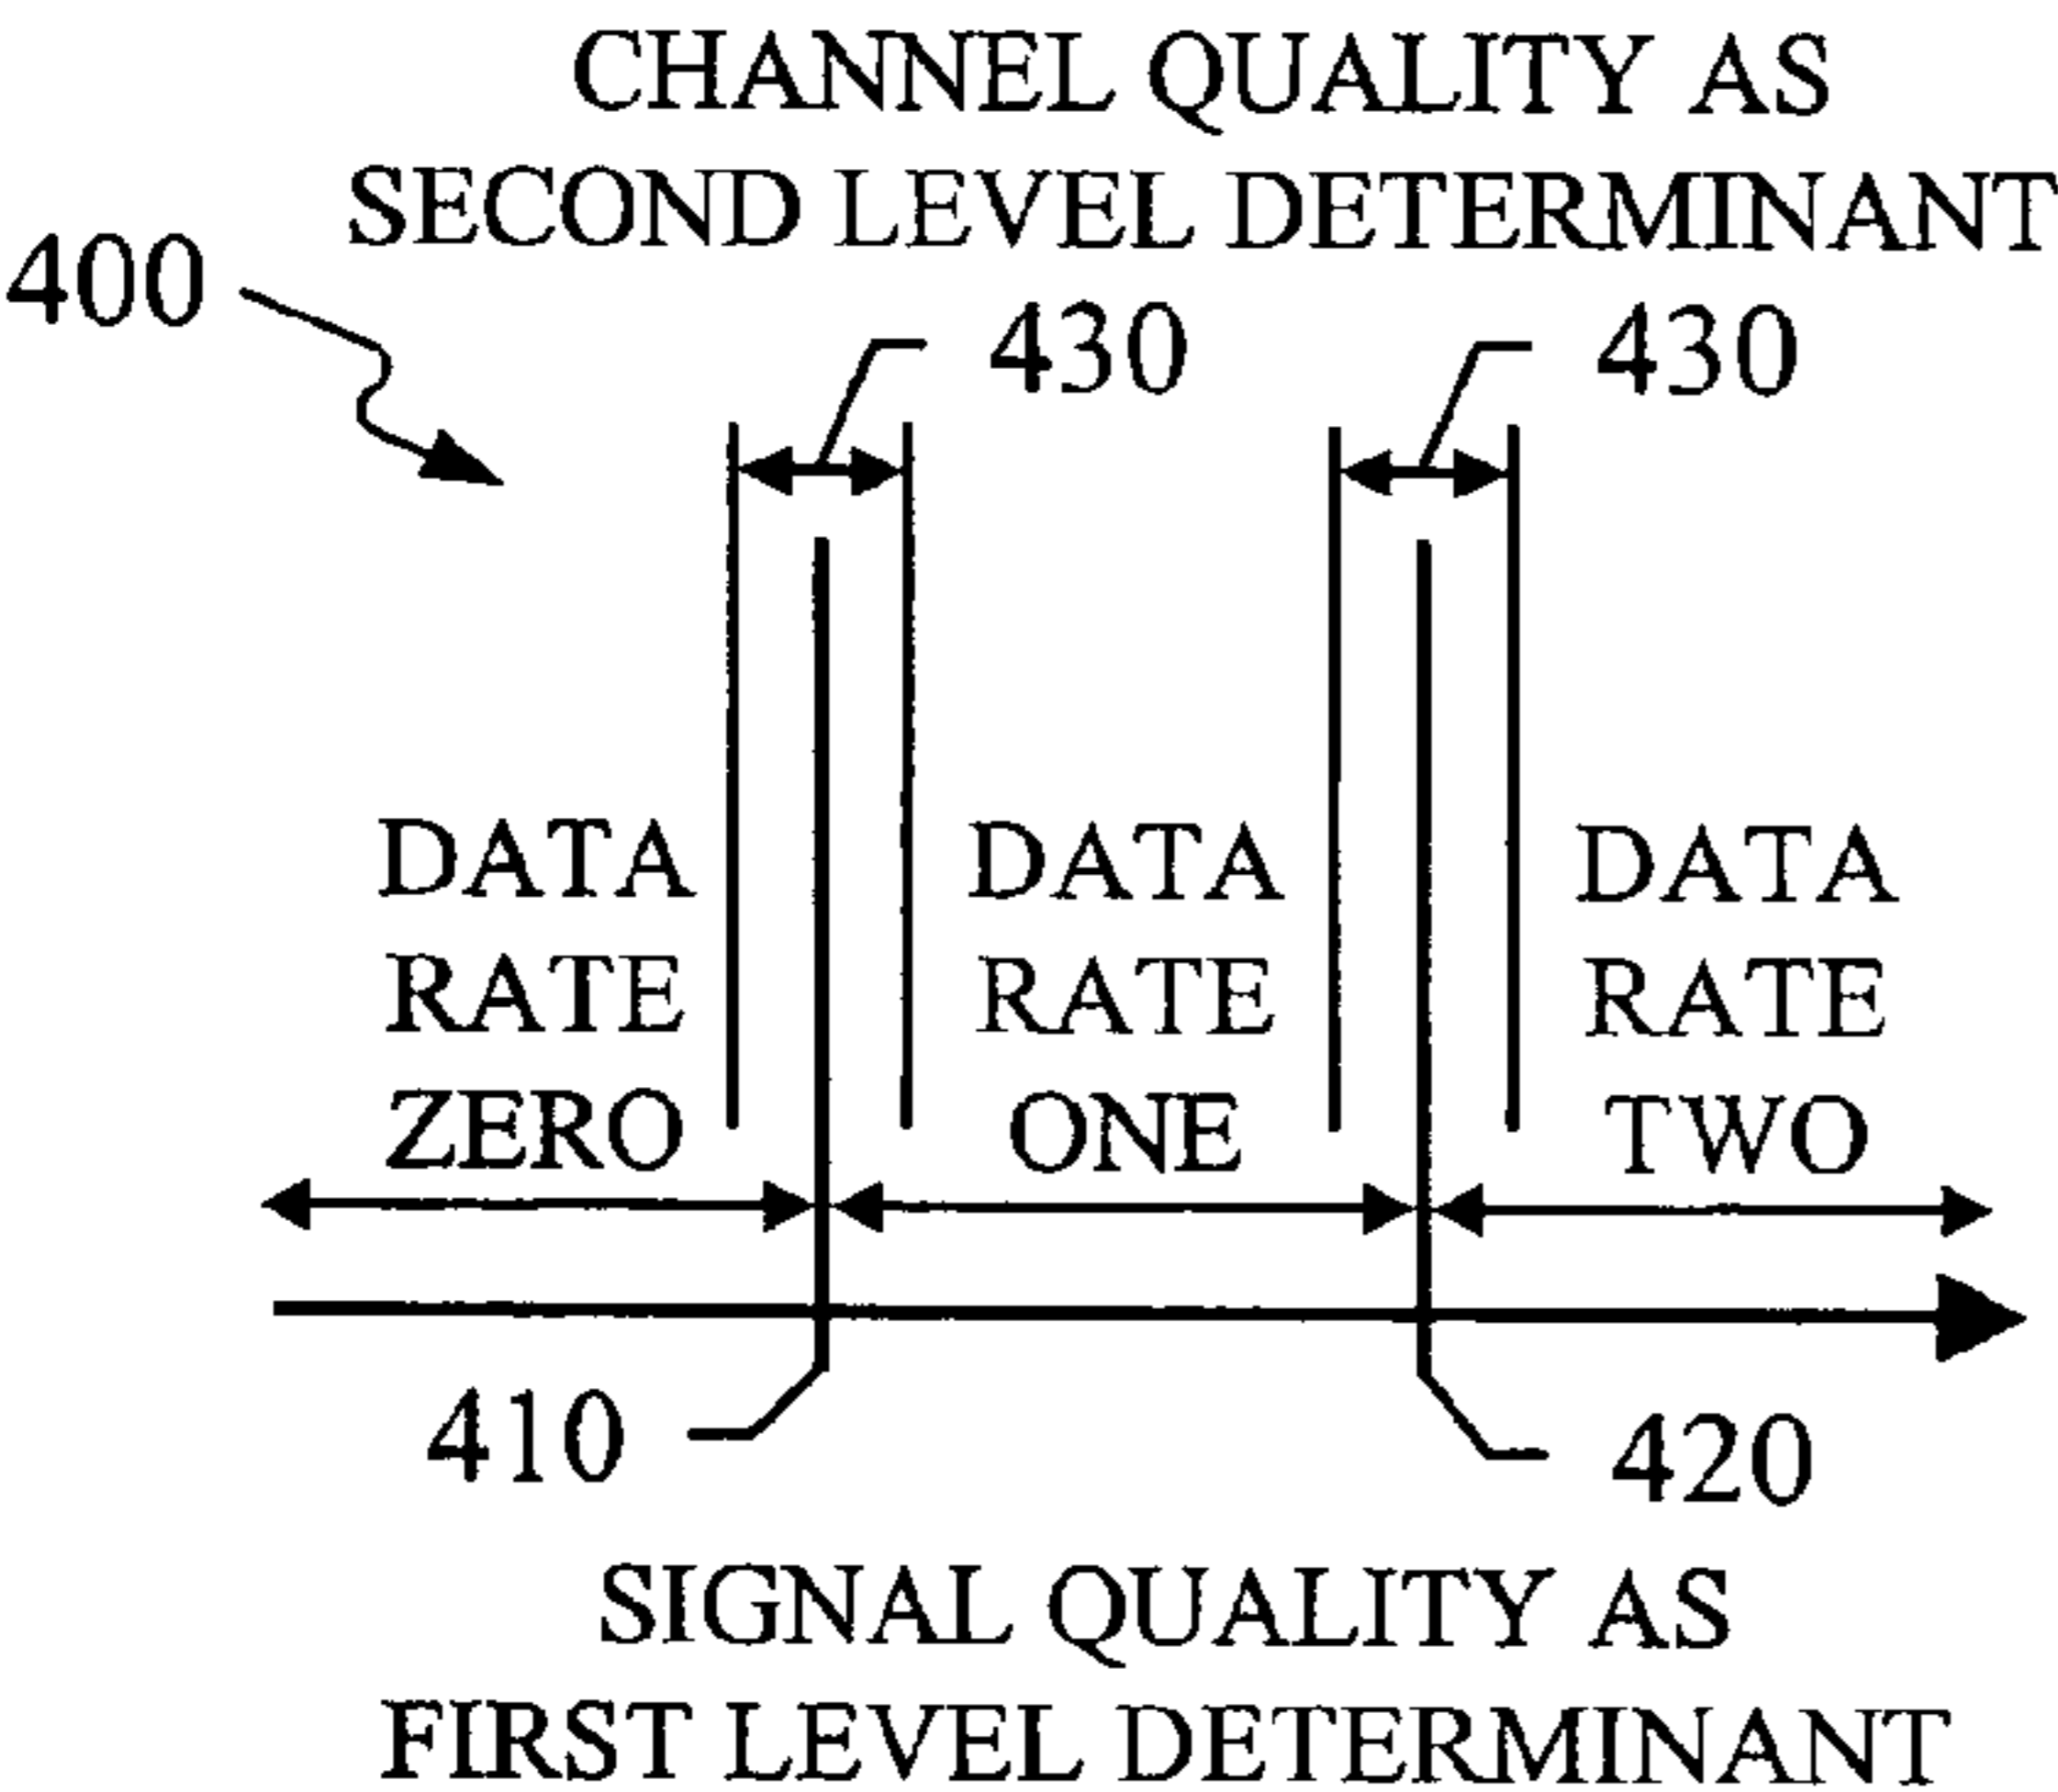 CHANNEL QUALITY AS
SECOND LEVEL DETERMINANT
400
430
430
DATA
RATE
ZERO
DATA
RATE
ONE
DATA
RATE
TWO
410
420
SIGNAL QUALITY AS
FIRST LEVEL DETERMINANT